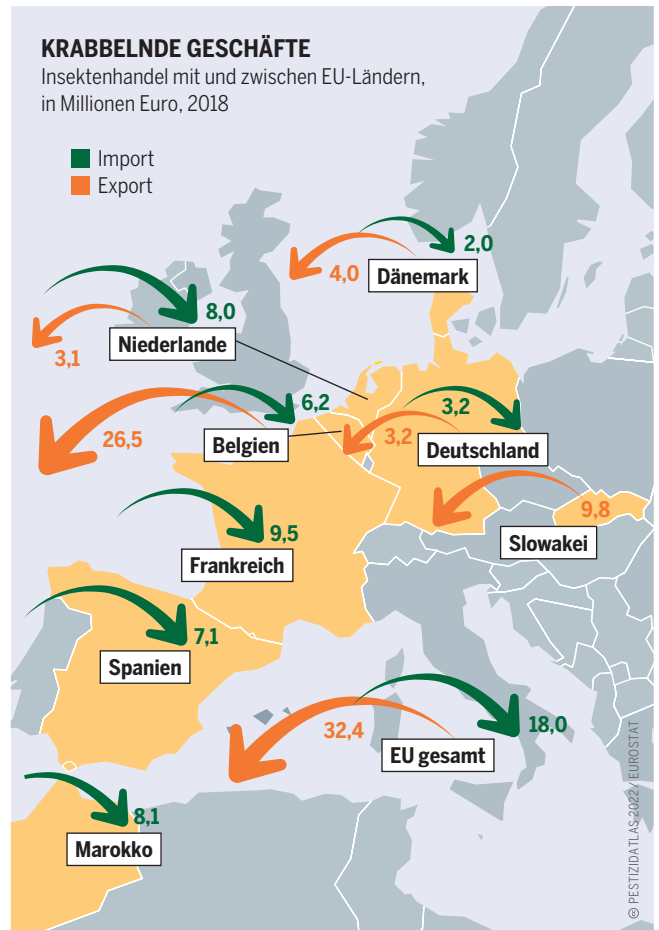 KRABBELNDE GESCHÄFTE
Insektenhandel mit und zwischen EU-Ländern,
in Millionen Euro, 2018
Import
Export
2,0
4,0
Dänemark
8,0
Niederlande
3,1
6,2
3,2
26,5
Belgien
3,2
Deutschland
9,8
Slowakei
9,5
Frankreich
7,1
Spanien
32,4
18,0
EU gesamt
8,1
Marokko
© PESTIZIDATLAS 2022 / EUROSTAT